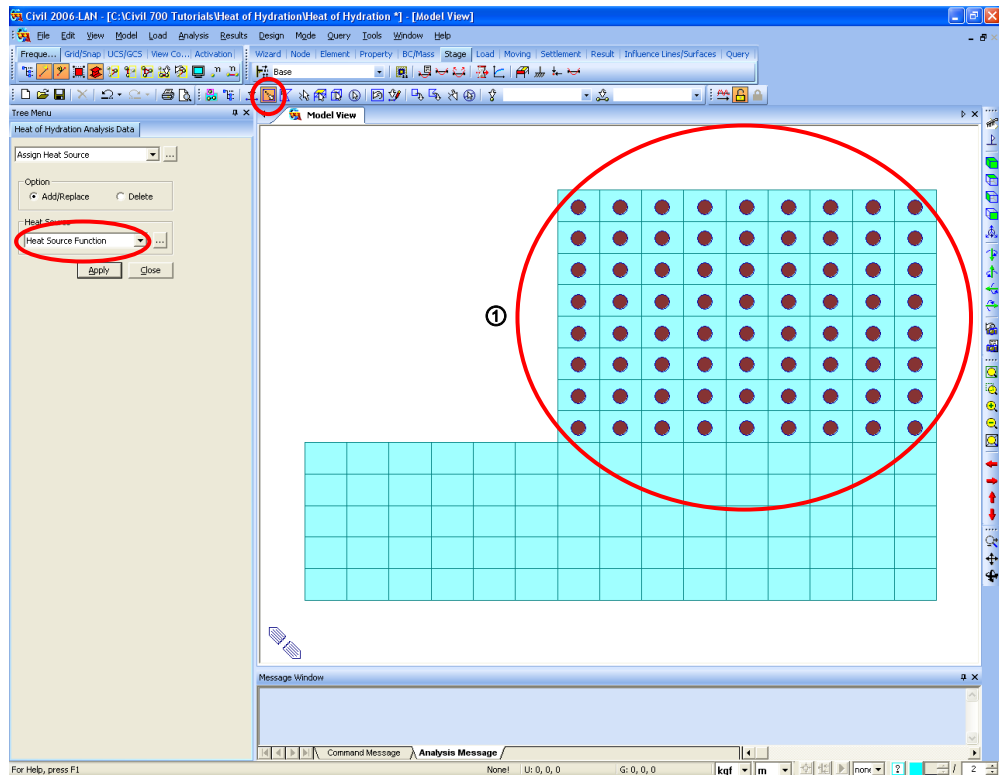 Civil 2006-LAN - [C:\Civil 700 Tutorials\Heat of Hydration\Heat of Hydration *] - [Model View]
File Edit View Model Load Analysis Results Design Mode Query Tools Window Help
Freque... Grid/Snap UCS/GCS View Co... Activation Wizard Node Element Property BC/Mass Stage Load Moving Settlement Result Influence Lines/Surfaces Query
Base
Tree Menu
Model View
Heat of Hydration Analysis Data
Assign Heat Source
Option
Add/Replace Delete
Heat Source
Heat Source Function
Apply Close
①
Message Window
Command Message Analysis Message
For Help, press F1 None! U: 0, 0, 0 G: 0, 0, 0 kgf m none ? / 2